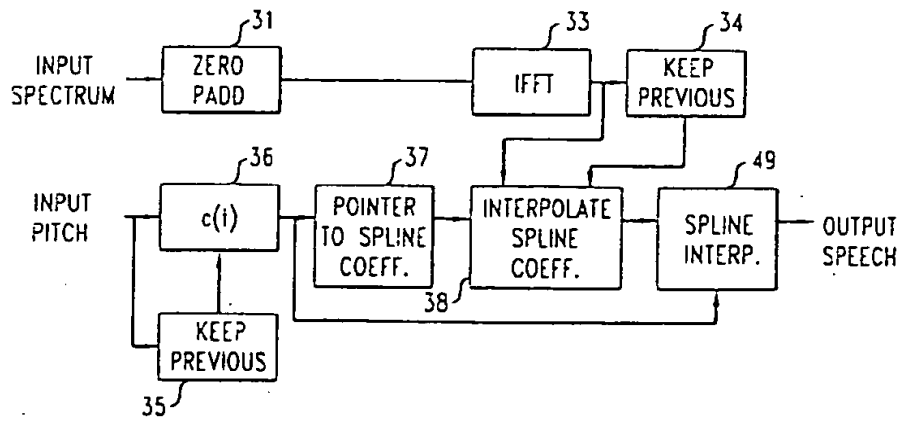 31
33
34
INPUT
SPECTRUM
ZERO
PADD
IFFT
KEEP
PREVIOUS
36
37
49
INPUT
PITCH
c(i)
POINTER
TO SPLINE
COEFF.
INTERPOLATE
SPLINE
COEFF.
38
SPLINE
INTERP.
OUTPUT
SPEECH
KEEP
PREVIOUS
35